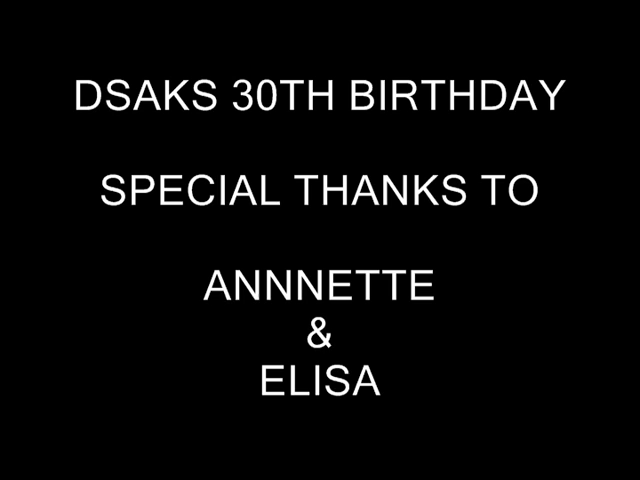 DSAKS 30TH BIRTHDAY
SPECIAL THANKS TO
ANNNETTE
&
ELISA